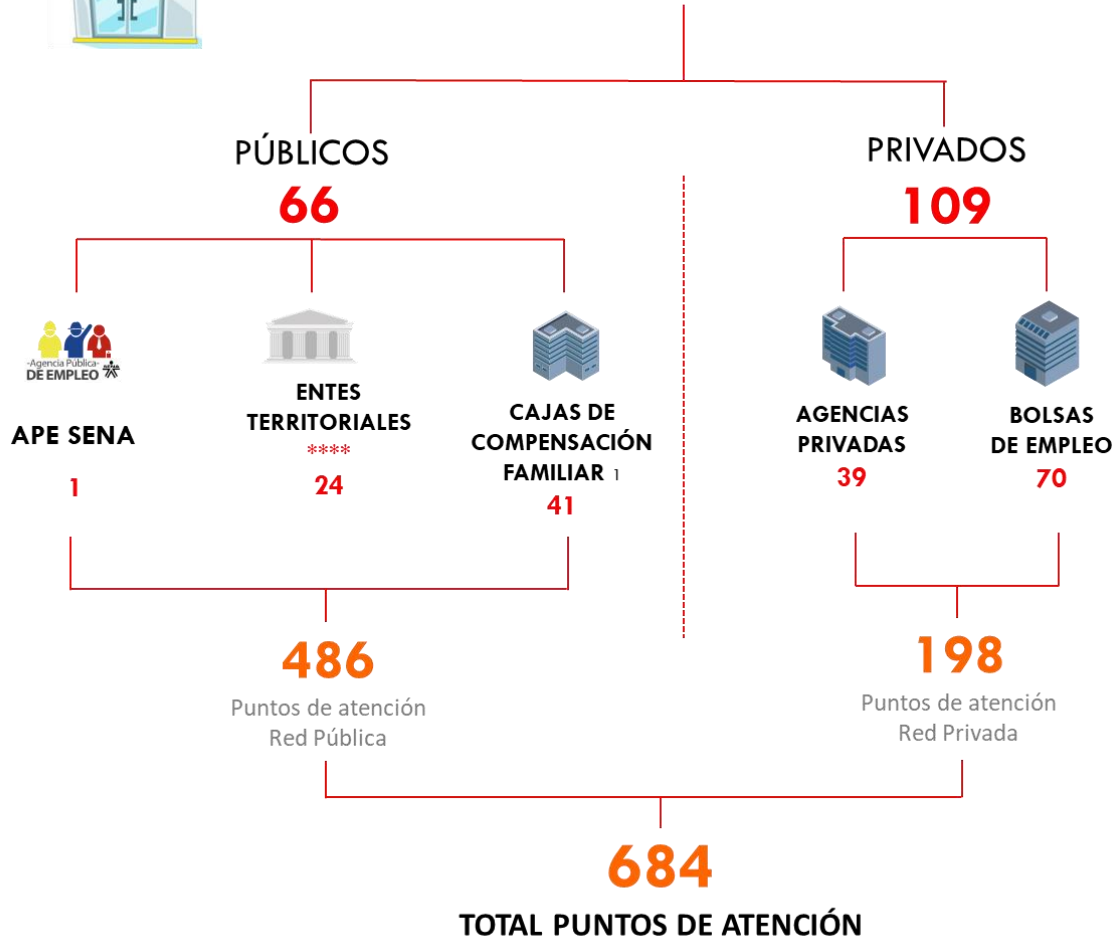 PÚBLICOS
66
PRIVADOS
109
-Agencia Pública-
DE EMPLEO
APE SENA
1
ENTES
TERRITORIALES
****
24
CAJAS DE
COMPENSACIÓN
FAMILIAR 1
41
AGENCIAS
PRIVADAS
39
BOLSAS
DE EMPLEO
70
486
Puntos de atención
Red Pública
198
Puntos de atención
Red Privada
684
TOTAL PUNTOS DE ATENCIÓN